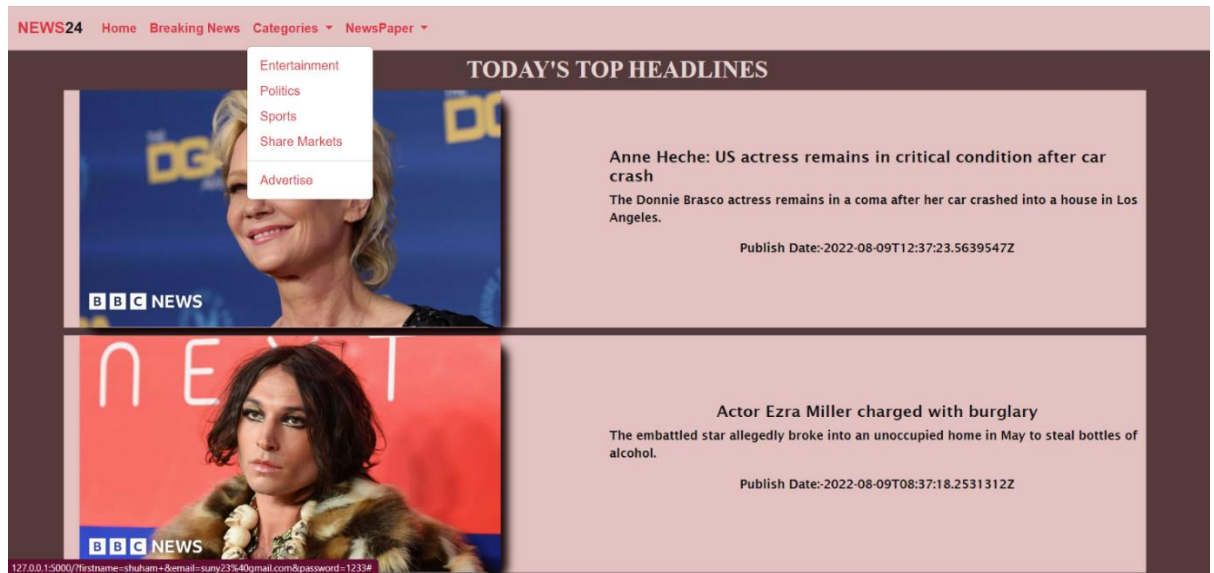 NEWS24 Home Breaking News Categories NewsPaper
Entertainment
Politics
Sports
Share Markets
Advertise
TODAY'S TOP HEADLINES
DG
BBC NEWS
Anne Heche: US actress remains in critical condition after car
crash
The Donnie Brasco actress remains in a coma after her car crashed into a house in Los
Angeles.
Publish Date:-2022-08-09T12:37:23.5639547Z
NEXT
BBC NEWS
Actor Ezra Miller charged with burglary
The embattled star allegedly broke into an unoccupied home in May to steal bottles of
alcohol.
Publish Date:-2022-08-09T08:37:18.2531312Z
127.0.0.1:5000/?firstname=shuham+&email=suny23%40gmail.com&password=1233#